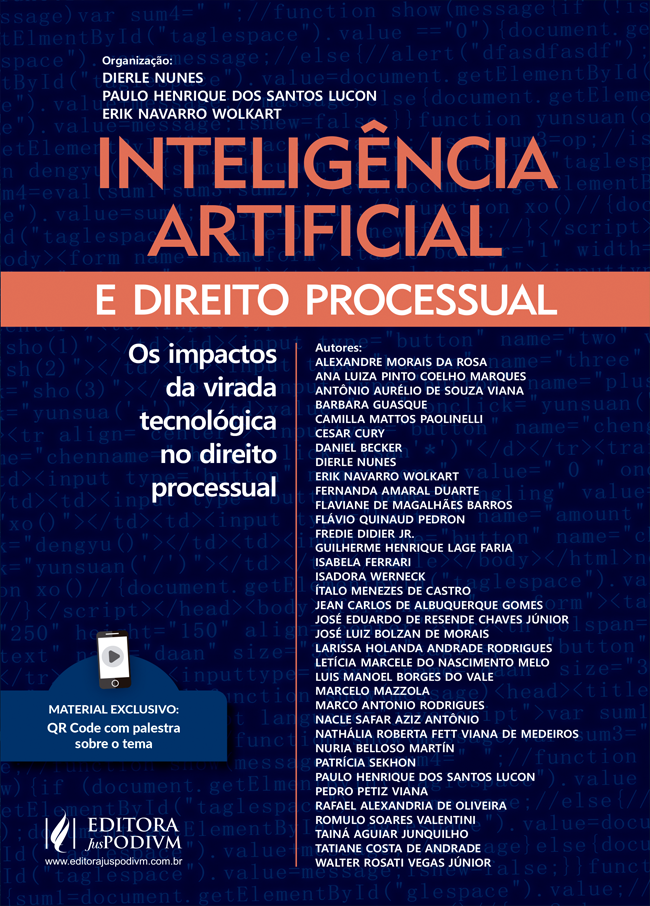 Organização:
DIERLE NUNES
PAULO HENRIQUE DOS SANTOS LUCON
ERIK NAVARRO WOLKART
INTELIGÊNCIA
ARTIFICIAL
E DIREITO PROCESSUAL
Os impactos
da virada
tecnológica
no direito
processual
Autores:
ALEXANDRE MORAIS DA ROSA
ANA LUIZA PINTO COELHO MARQUES
ANTÔNIO AURÉLIO DE SOUZA VIANA
BARBARA GUASQUE
CAMILLA MATTOS PAOLINELLI
CESAR CURY
DANIEL BECKER
DIERLE NUNES
ERIK NAVARRO WOLKART
FERNANDA AMARAL DUARTE
FLAVIANE DE MAGALHÃES BARROS
FLÁVIO QUINAUD PEDRON
FREDIE DIDIER JR.
GUILHERME HENRIQUE LAGE FARIA
ISABELA FERRARI
ISADORA WERNECK
ÍTALO MENEZES DE CASTRO
JEAN CARLOS DE ALBUQUERQUE GOMES
JOSÉ EDUARDO DE RESENDE CHAVES JÚNIOR
JOSÉ LUIZ BOLZAN DE MORAIS
LARISSA HOLANDA ANDRADE RODRIGUES
LETÍCIA MARCELE DO NASCIMENTO MELO
LUIS MANOEL BORGES DO VALE
MARCELO MAZZOLA
MARCO ANTONIO RODRIGUES
NACLE SAFAR AZIZ ANTÔNIO
NATHÁLIA ROBERTA FETT VIANA DE MEDEIROS
NURIA BELLOSO MARTÍN
PATRÍCIA SEKHON
PAULO HENRIQUE DOS SANTOS LUCON
PEDRO PETIZ VIANA
RAFAEL ALEXANDRIA DE OLIVEIRA
ROMULO SOARES VALENTINI
TAINÁ AGUIAR JUNQUILHO
TATIANE COSTA DE ANDRADE
WALTER ROSATI VEGAS JÚNIOR
MATERIAL EXCLUSIVO:
QR Code com palestra
sobre o tema
EDITORA
JusPODIVM
www.editorajuspodivm.com.br